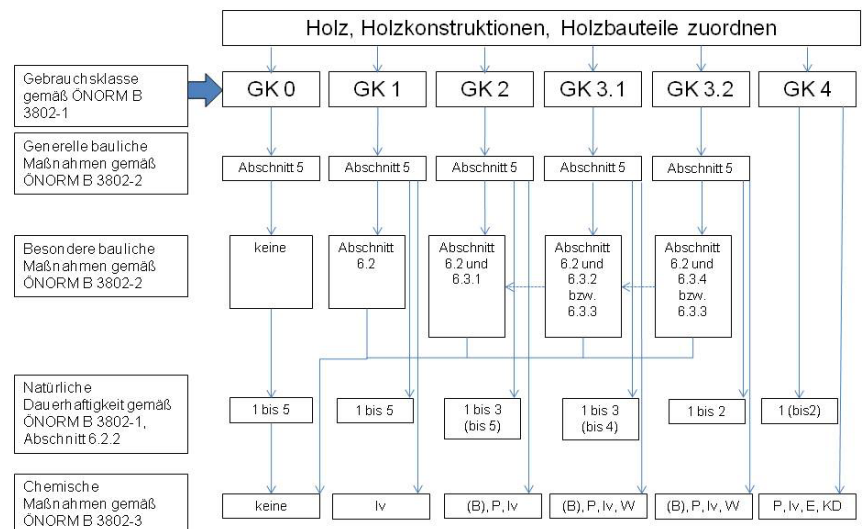 Holz, Holzkonstruktionen, Holzbauteile zuordnen
Gebrauchsklasse
gemäß ÖNORM B
3802-1
GK 0
GK 1
GK 2
GK 3.1
GK 3.2
GK 4
Generelle bauliche
Maßnahmen gemäß
ÖNORM B 3802-2
Abschnitt 5
Abschnitt 5
Abschnitt 5
Abschnitt 5
Abschnitt 5
Besondere bauliche
Maßnahmen gemäß
ÖNORM B 3802-2
keine
Abschnitt
6.2
Abschnitt
6.2 und
6.3.1
Abschnitt
6.2 und
6.3.2
bzw.
6.3.3
Abschnitt
6.2 und
6.3.4
bzw.
6.3.3
Natürliche
Dauerhaftigkeit gemäß
ÖNORM B 3802-1,
Abschnitt 6.2.2
1 bis 5
1 bis 5
1 bis 3
(bis 5)
1 bis 3
(bis 4)
1 bis 2
1 (bis2)
Chemische
Maßnahmen gemäß
ÖNORM B 3802-3
keine
Iv
(B), P, Iv
(B), P, Iv, W
(B), P, Iv, W
P, Iv, E, KD